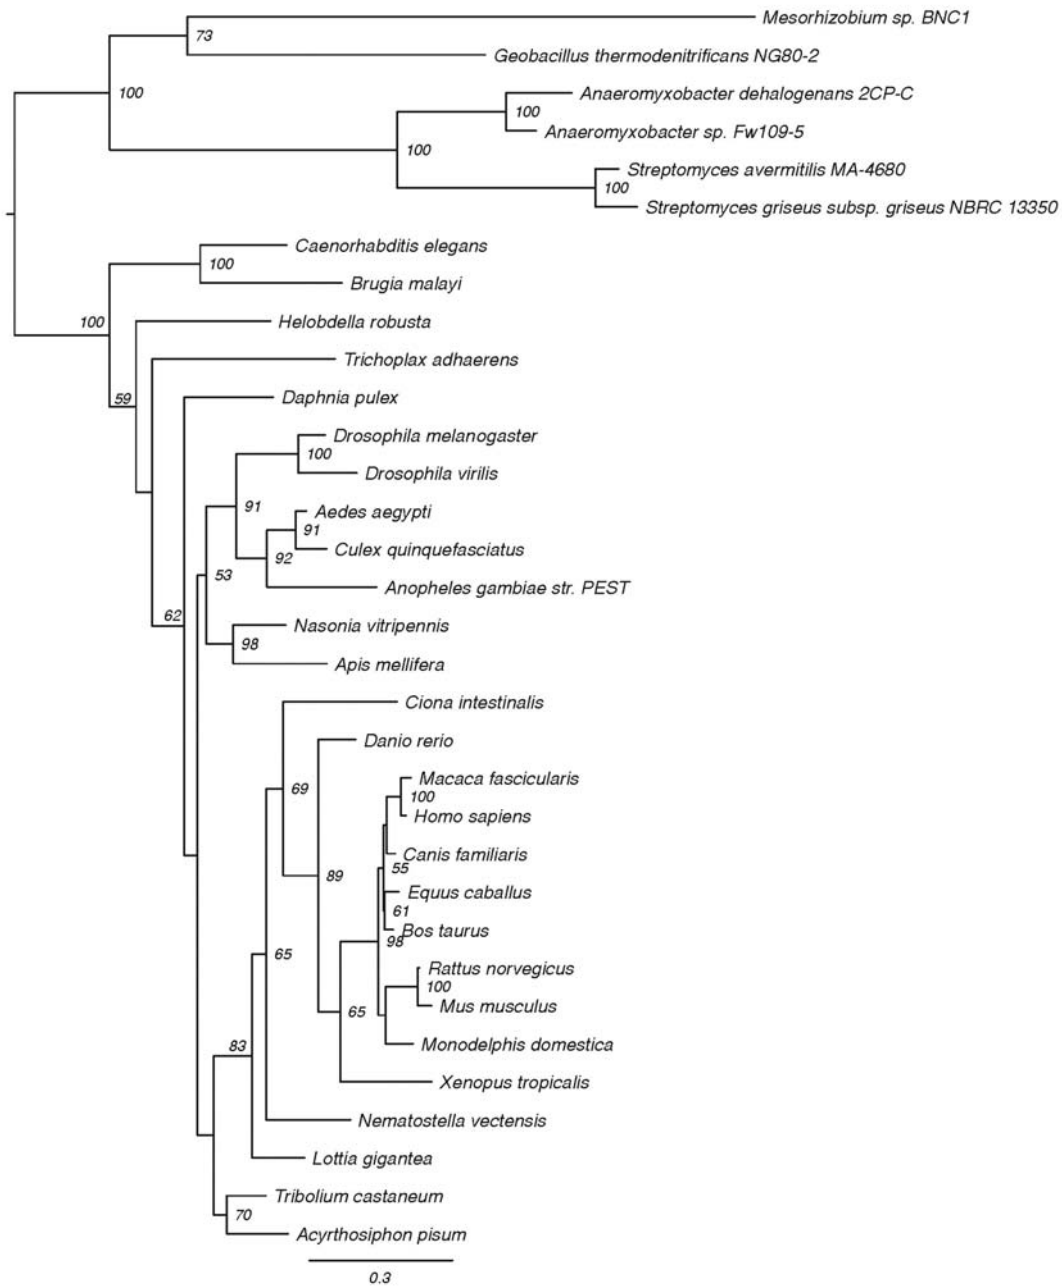 Mesorhizobium sp. BNC1
73
Geobacillus thermodenitrificans NG80-2
Anaeromyxobacter dehalogenans 2CP-C
100
100
Anaeromyxobacter sp. Fw109-5
100
Streptomyces avermitilis MA-4680
100
Streptomyces griseus subsp. griseus NBRC 13350
Caenorhabditis elegans
100
Brugia malayi
100
Helobdella robusta
Trichoplax adhaerens
59
Daphnia pulex
Drosophila melanogaster
100
Drosophila virilis
91
Aedes aegypti
91
Culex quinquefasciatus
92
53
Anopheles gambiae str. PEST
62
Nasonia vitripennis
98
Apis mellifera
Ciona intestinalis
Danio rerio
Macaca fascicularis
69
100
Homo sapiens
Canis familiaris
55
89
Equus caballus
61
Bos taurus
98
65
Rattus norvegicus
100
Mus musculus
65
83
Monodelphis domestica
Xenopus tropicalis
Nematostella vectensis
Lottia gigantea
Tribolium castaneum
70
Acyrthosiphon pisum
0.3